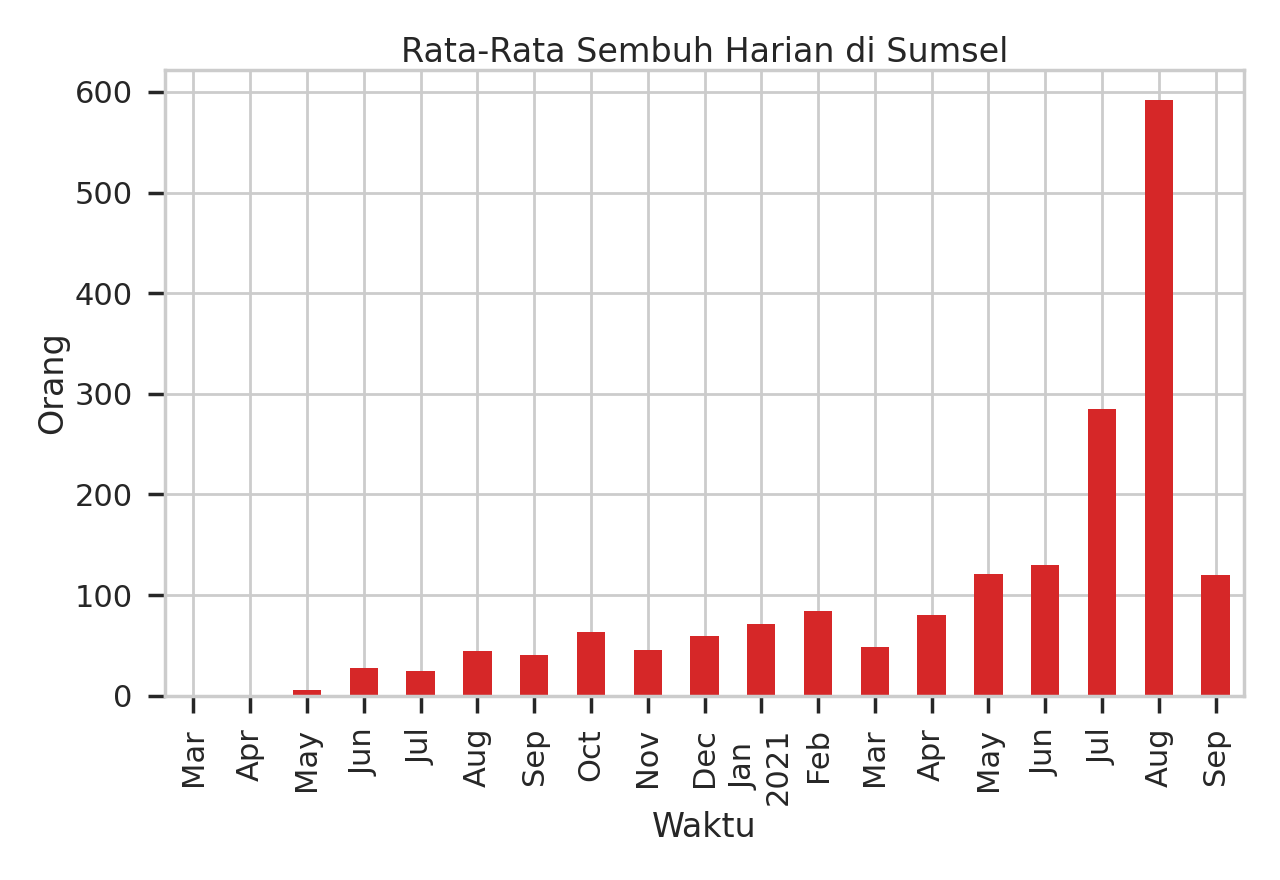 Rata-Rata Sembuh Harian di Sumsel
600
500
400
300
200
100
0
Orang
Mar
Apr
May
Jun
Jul
Aug
Sep
Oct
Nov
Dec
Jan
2021
Feb
Mar
Apr
May
Jun
Jul
Aug
Sep
Waktu